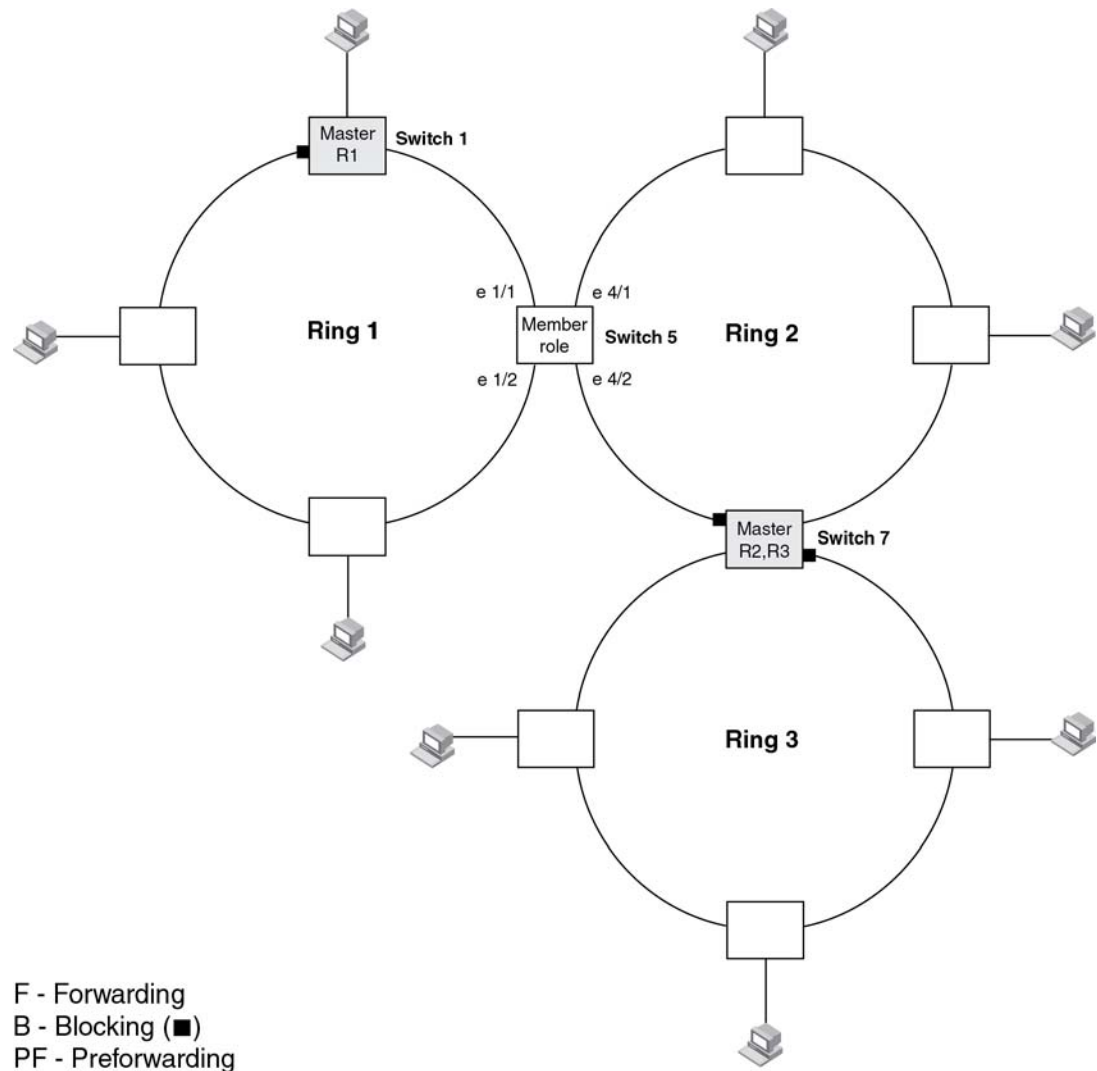 Master
R1
Switch 1
e 1/1
e 4/1
Ring 1
Member
role
Switch 5
Ring 2
e 1/2
e 4/2
Master
R2,R3
Switch 7
Ring 3
F - Forwarding
B - Blocking (■)
PF - Preforwarding